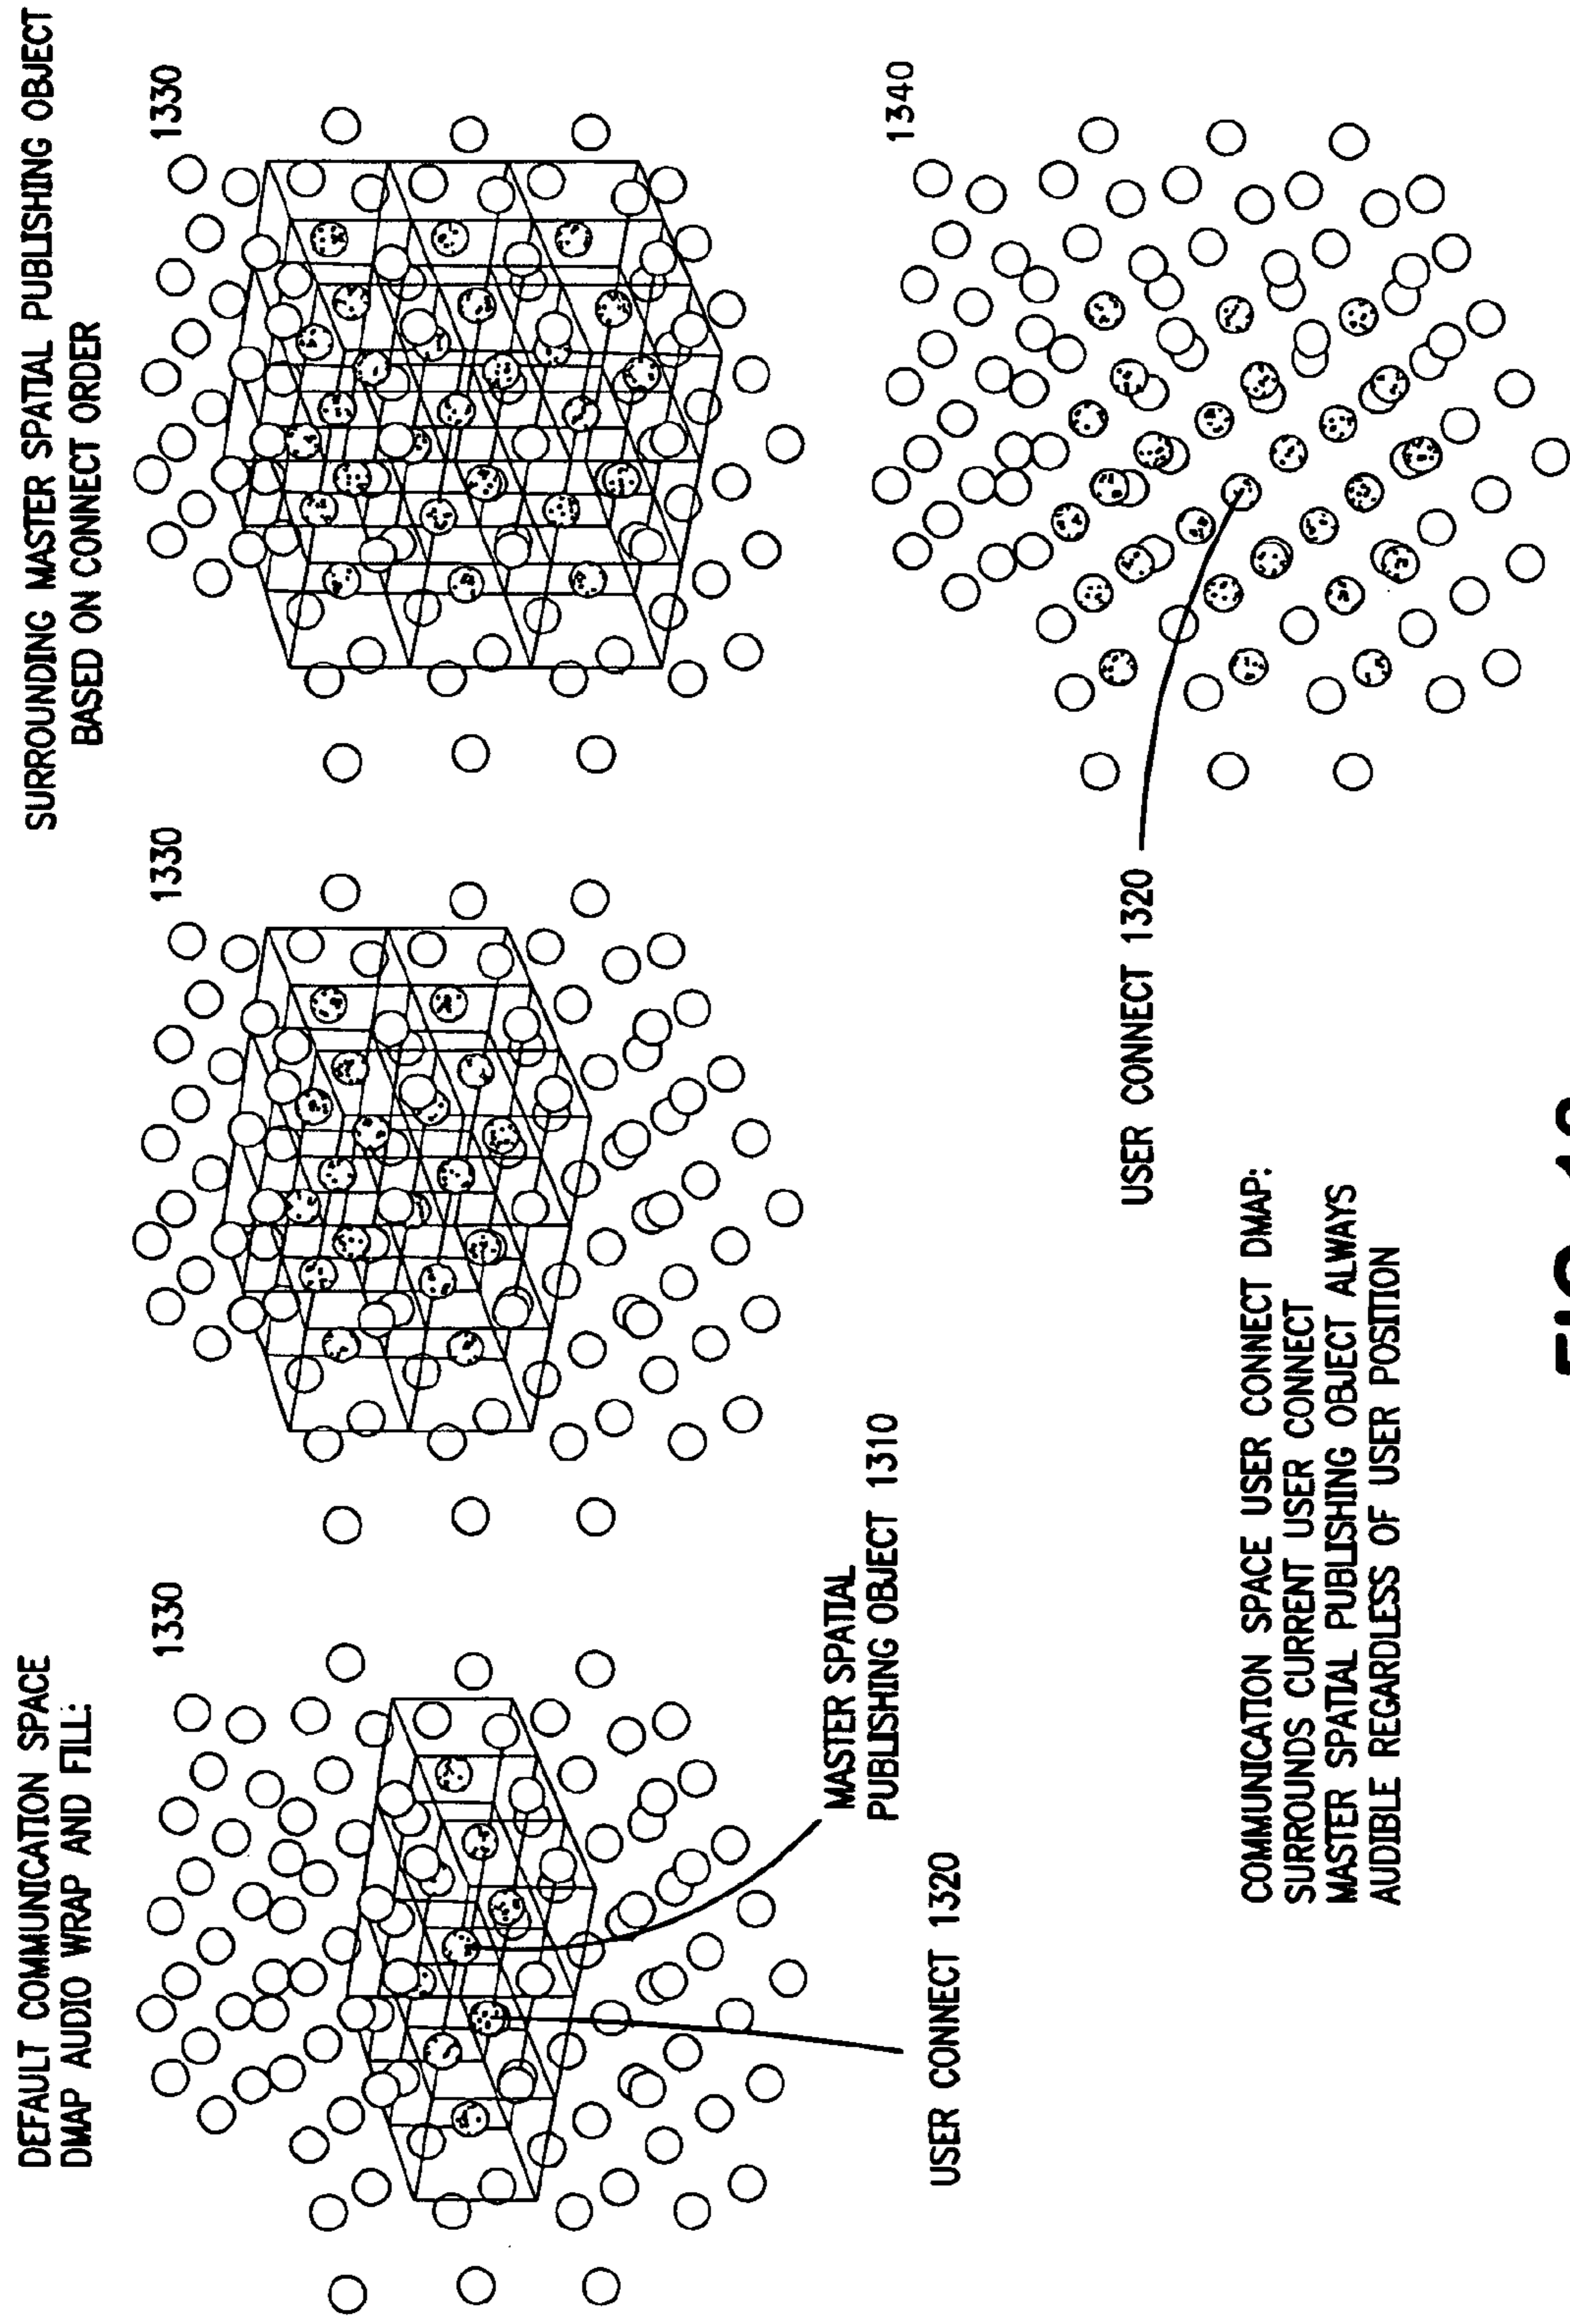 DEFAULT COMMUNICATION SPACE
DMAP AUDIO WRAP AND FILL:
SURROUNDING MASTER SPATIAL PUBLISHING OBJECT
BASED ON CONNECT ORDER
1330
1330
1330
MASTER SPATIAL
PUBLISHING OBJECT 1310
USER CONNECT 1320
1340
USER CONNECT 1320
COMMUNICATION SPACE USER CONNECT DMAP:
SURROUNDS CURRENT USER CONNECT
MASTER SPATIAL PUBLISHING OBJECT ALWAYS
AUDIBLE REGARDLESS OF USER POSITION